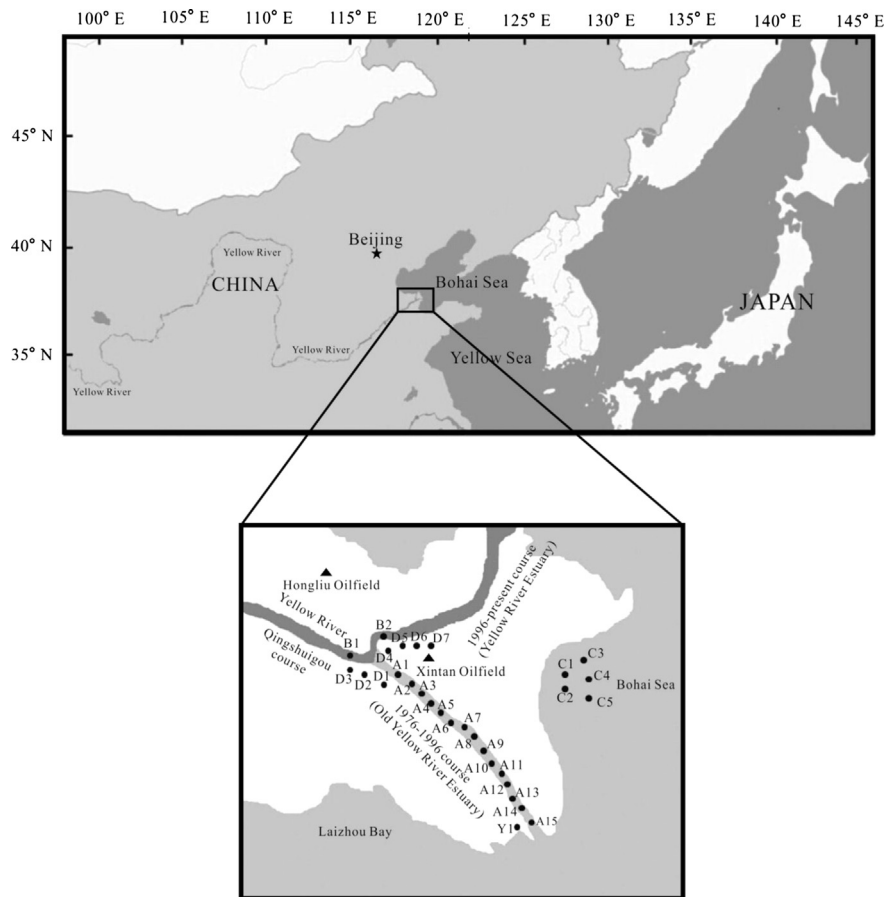 100° E 105° E 110° E 115° E 120° E 125° E 130° E 135° E 140° E 145° E
45° N
40° N
35° N
Beijing
Yellow River
CHINA
Bohai Sea
JAPAN
Yellow River
Yellow Sea
Yellow River
Hongliu Oilfield
1996-present course
(Yellow River Estuary)
Yellow River
Qingshuigou
course
B1
B2
D5
D6
D7
D4
Xintan Oilfield
D3
D2
D1
A1
A2
A3
A4
A5
A6
A7
A8
A9
A10
A11
A12
A13
A14
A15
Y1
1976-1996 course
(Old Yellow River Estuary)
C1
C2
C3
C4
C5
Bohai Sea
Laizhou Bay